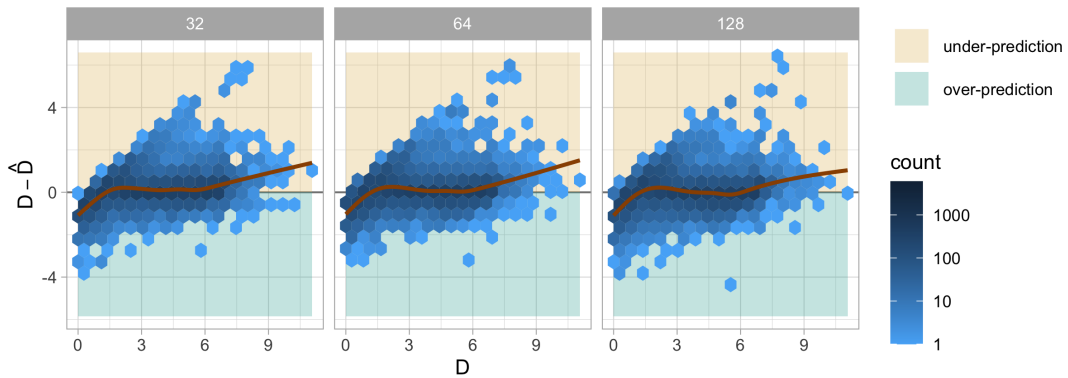 32 64 128
under-prediction
over-prediction
D − D̂
4
0
-4
0 3 6 9 0 3 6 9 0 3 6 9
D
count
1000
100
10
1